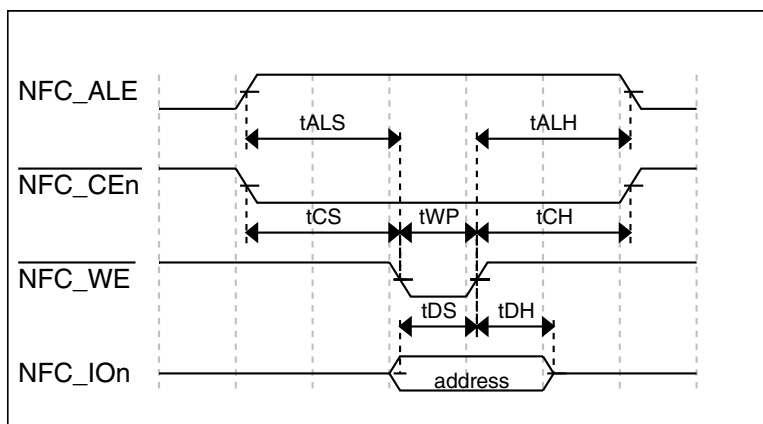 NFC_ALE
tALS tALH
NFC_CEn
tCS tWP tCH
NFC_WE
tDS tDH
NFC_IOn
address